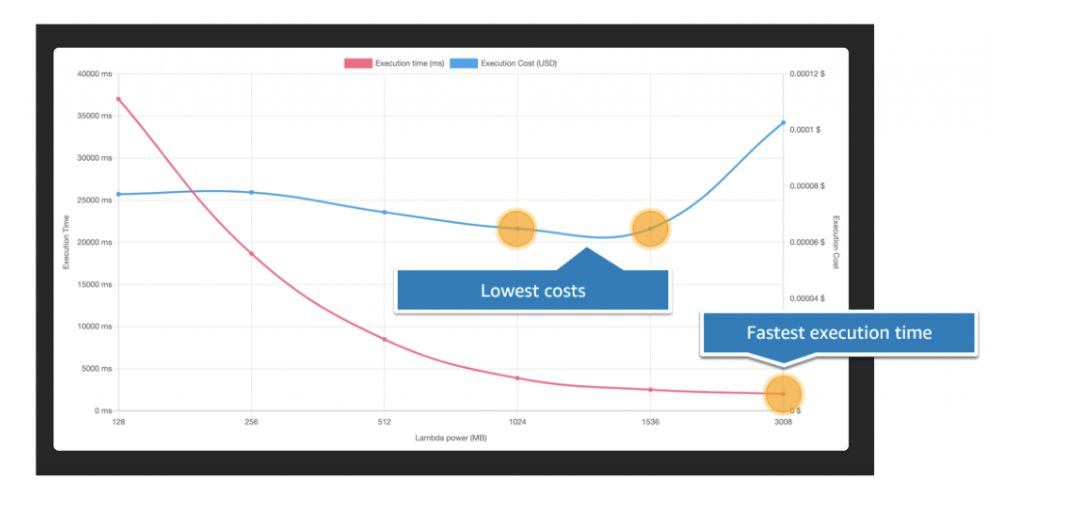 Execution time (ms) Execution Cost (USD)
40000 ms
35000 ms
30000 ms
25000 ms
20000 ms
15000 ms
10000 ms
5000 ms
0 ms
Execution Time
0.00012 $
0.0001 $
0.00008 $
0.00006 $
0.00004 $
$
Execution Cost
Lowest costs
Fastest execution time
128 256 512 1024 1536 3008
Lambda power (MB)